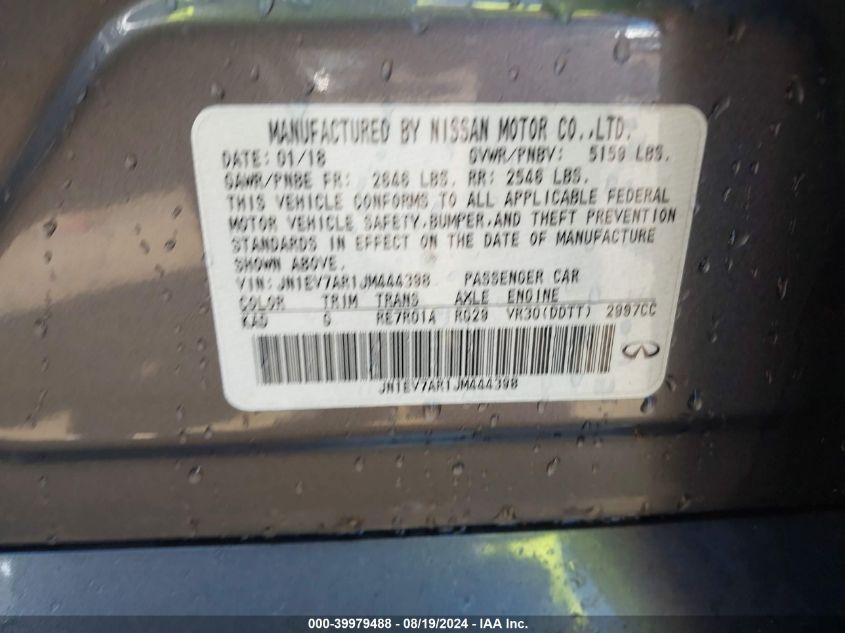 MANUFACTURED BY NISSAN MOTOR CO.,LTD.
DATE: 01/18 GVWR/PNBV: 5159 LBS.
GAWR/PNBE FR: 2646 LBS. RR: 2546 LBS.
THIS VEHICLE CONFORMS TO ALL APPLICABLE FEDERAL
MOTOR VEHICLE SAFETY,BUMPER,AND THEFT PREVENTION
STANDARDS IN EFFECT ON THE DATE OF MANUFACTURE
SHOWN ABOVE.
VIN: JN1EV7AR1JM444398 PASSENGER CAR
COLOR TRIM TRANS AXLE ENGINE
KAD G RE7R01A RG29 VR30(DDTT) 2997CC
JN1EV7AR1JM444398
000-39979488 - 08/19/2024 - IAA Inc.